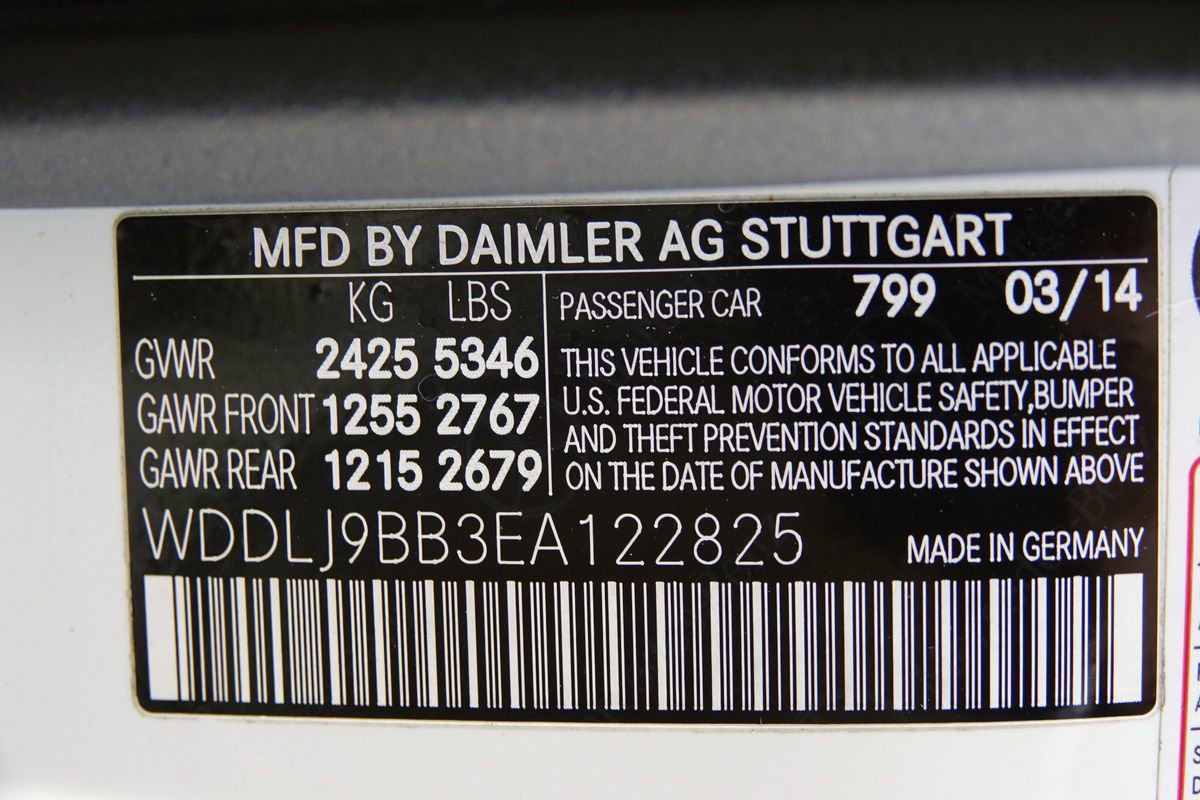 MFD BY DAIMLER AG STUTTGART
KG LBS
GVWR 2425 5346
GAWR FRONT 1255 2767
GAWR REAR 1215 2679
PASSENGER CAR 799 03/14
THIS VEHICLE CONFORMS TO ALL APPLICABLE
U.S. FEDERAL MOTOR VEHICLE SAFETY,BUMPER
AND THEFT PREVENTION STANDARDS IN EFFECT
ON THE DATE OF MANUFACTURE SHOWN ABOVE
WDDLJ9BB3EA122825
MADE IN GERMANY